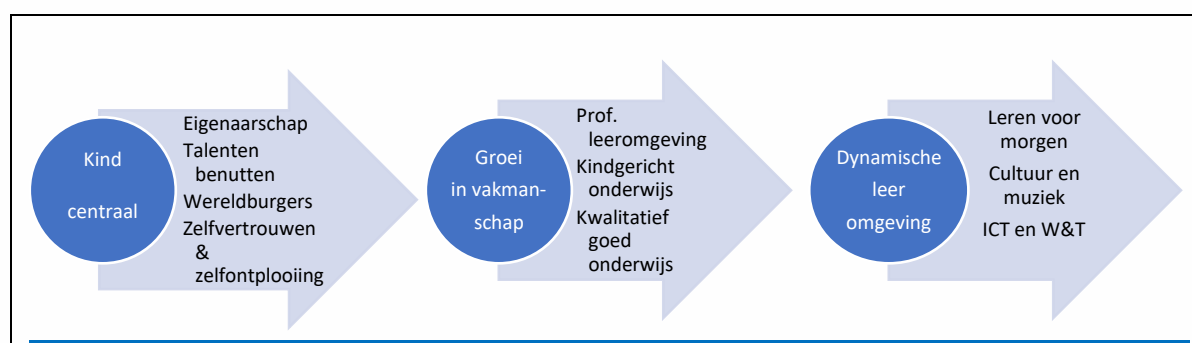 Kind
centraal
Eigenaarschap
Talenten
benutten
Wereldburgers
Zelfvertrouwen
&
zelfontplooiing
Groei
in vakman-
schap
Prof.
leeromgeving
Kindgericht
onderwijs
Kwalitatief
goed
onderwijs
Dynamische
leer
omgeving
Leren voor
morgen
Cultuur en
muziek
ICT en W&T